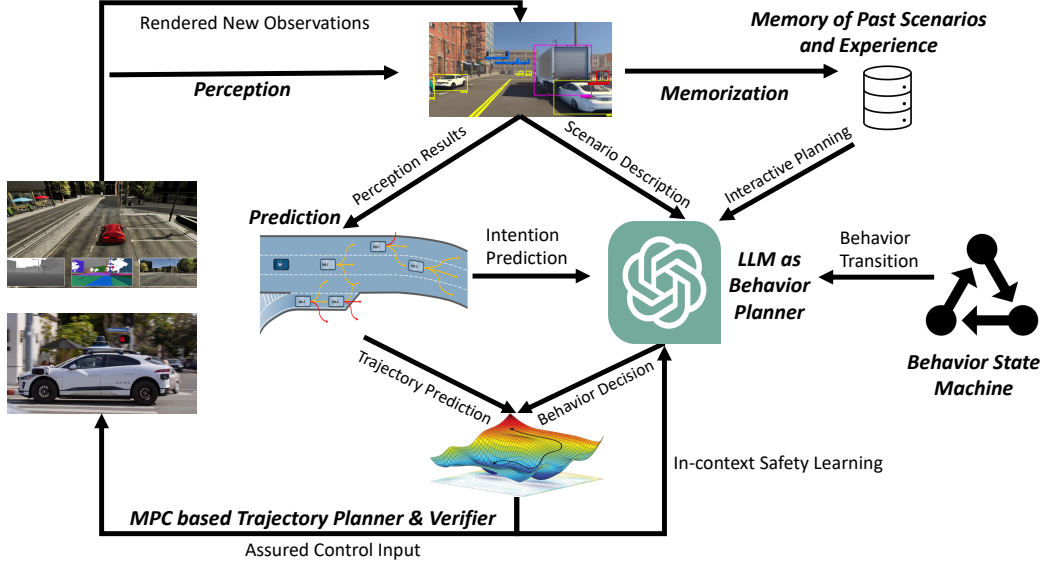 Rendered New Observations
Memory of Past Scenarios
and Experience
Perception
Memorization
Perception Results
Scenario Description
Interactive Planning
Prediction
Intention
Prediction
LLM as
Behavior
Planner
Behavior
Transition
Behavior State
Machine
Trajectory Prediction
Behavior Decision
In-context Safety Learning
MPC based Trajectory Planner & Verifier
Assured Control Input